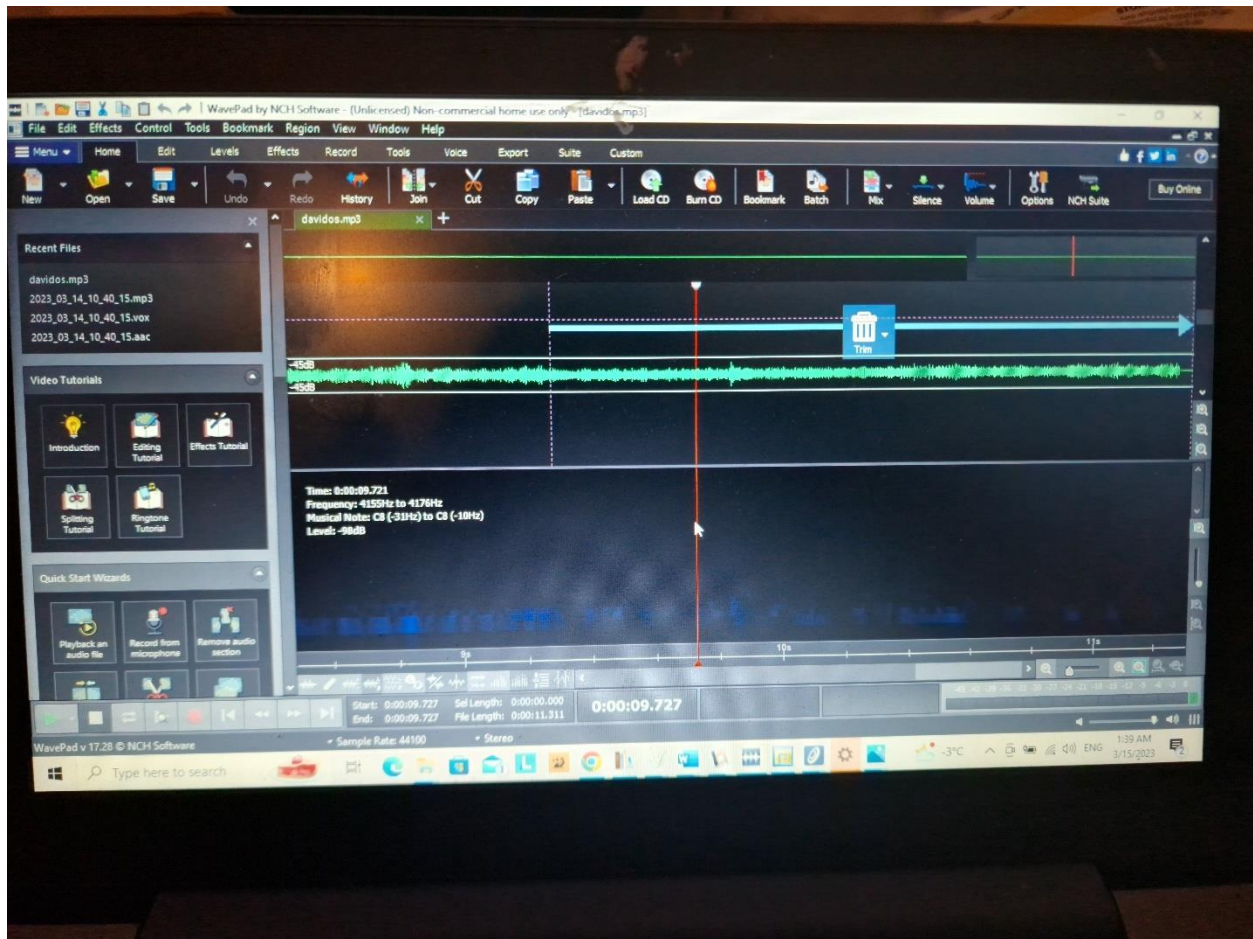 WavePad by NCH Software - (Unlicensed) Non-commercial home use only - [davidos.mp3]
File Edit Effects Control Tools Bookmark Region View Window Help
Menu Home Edit Levels Effects Record Tools Voice Export Suite Custom
New Open Save Undo Redo History Join Cut Copy Paste Load CD Burn CD Bookmark Batch Mix Silence Volume Options NCH Suite Buy Online
davidos.mp3
Recent Files
davidos.mp3
2023_03_14_10_40_15.mp3
2023_03_14_10_40_15.vox
2023_03_14_10_40_15.aac
Trim
-45dB
-45dB
Video Tutorials
Introduction
Editing Tutorial
Effects Tutorial
Splitting Tutorial
Ringtone Tutorial
Time: 0:00:09.721
Frequency: 4155Hz to 4176Hz
Musical Note: C8 (-31Hz) to C8 (-10Hz)
Level: -98dB
Quick Start Wizards
Playback an audio file
Record from microphone
Remove audio section
9s 10s 11s
Start: 0:00:09.727 Sel Length: 0:00:00.000
End: 0:00:09.727 File Length: 0:00:11.311
0:00:09.727
WavePad v 17.28 © NCH Software
Sample Rate: 44100 Stereo
Type here to search
-3°C ENG 1:39 AM
3/15/2023